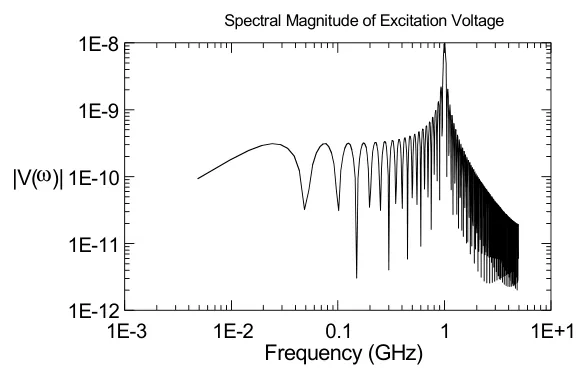 Spectral Magnitude of Excitation Voltage
1E-8
1E-9
|V(ω)| 1E-10
1E-11
1E-12
1E-3 1E-2 0.1 1 1E+1
Frequency (GHz)